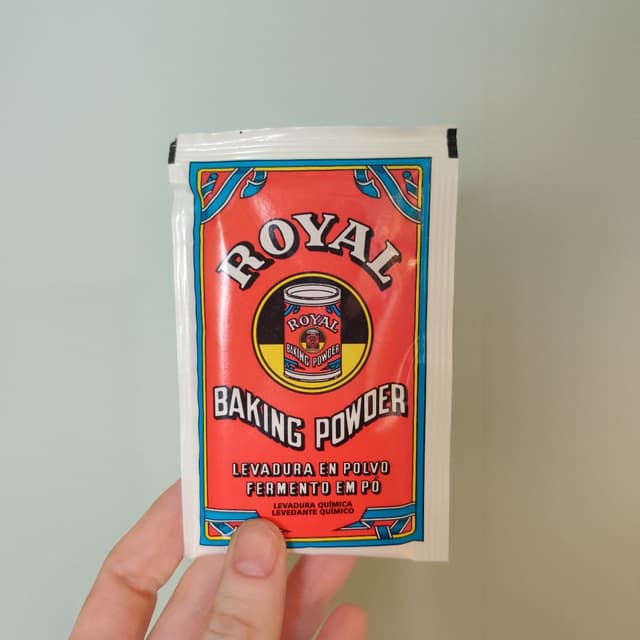 ROYAL
ROYAL
BAKING POWDER
BAKING POWDER
LEVADURA EN POLVO
FERMENTO EM PÓ
LEVADURA QUÍMICA
LEVEDANTE QUÍMICO